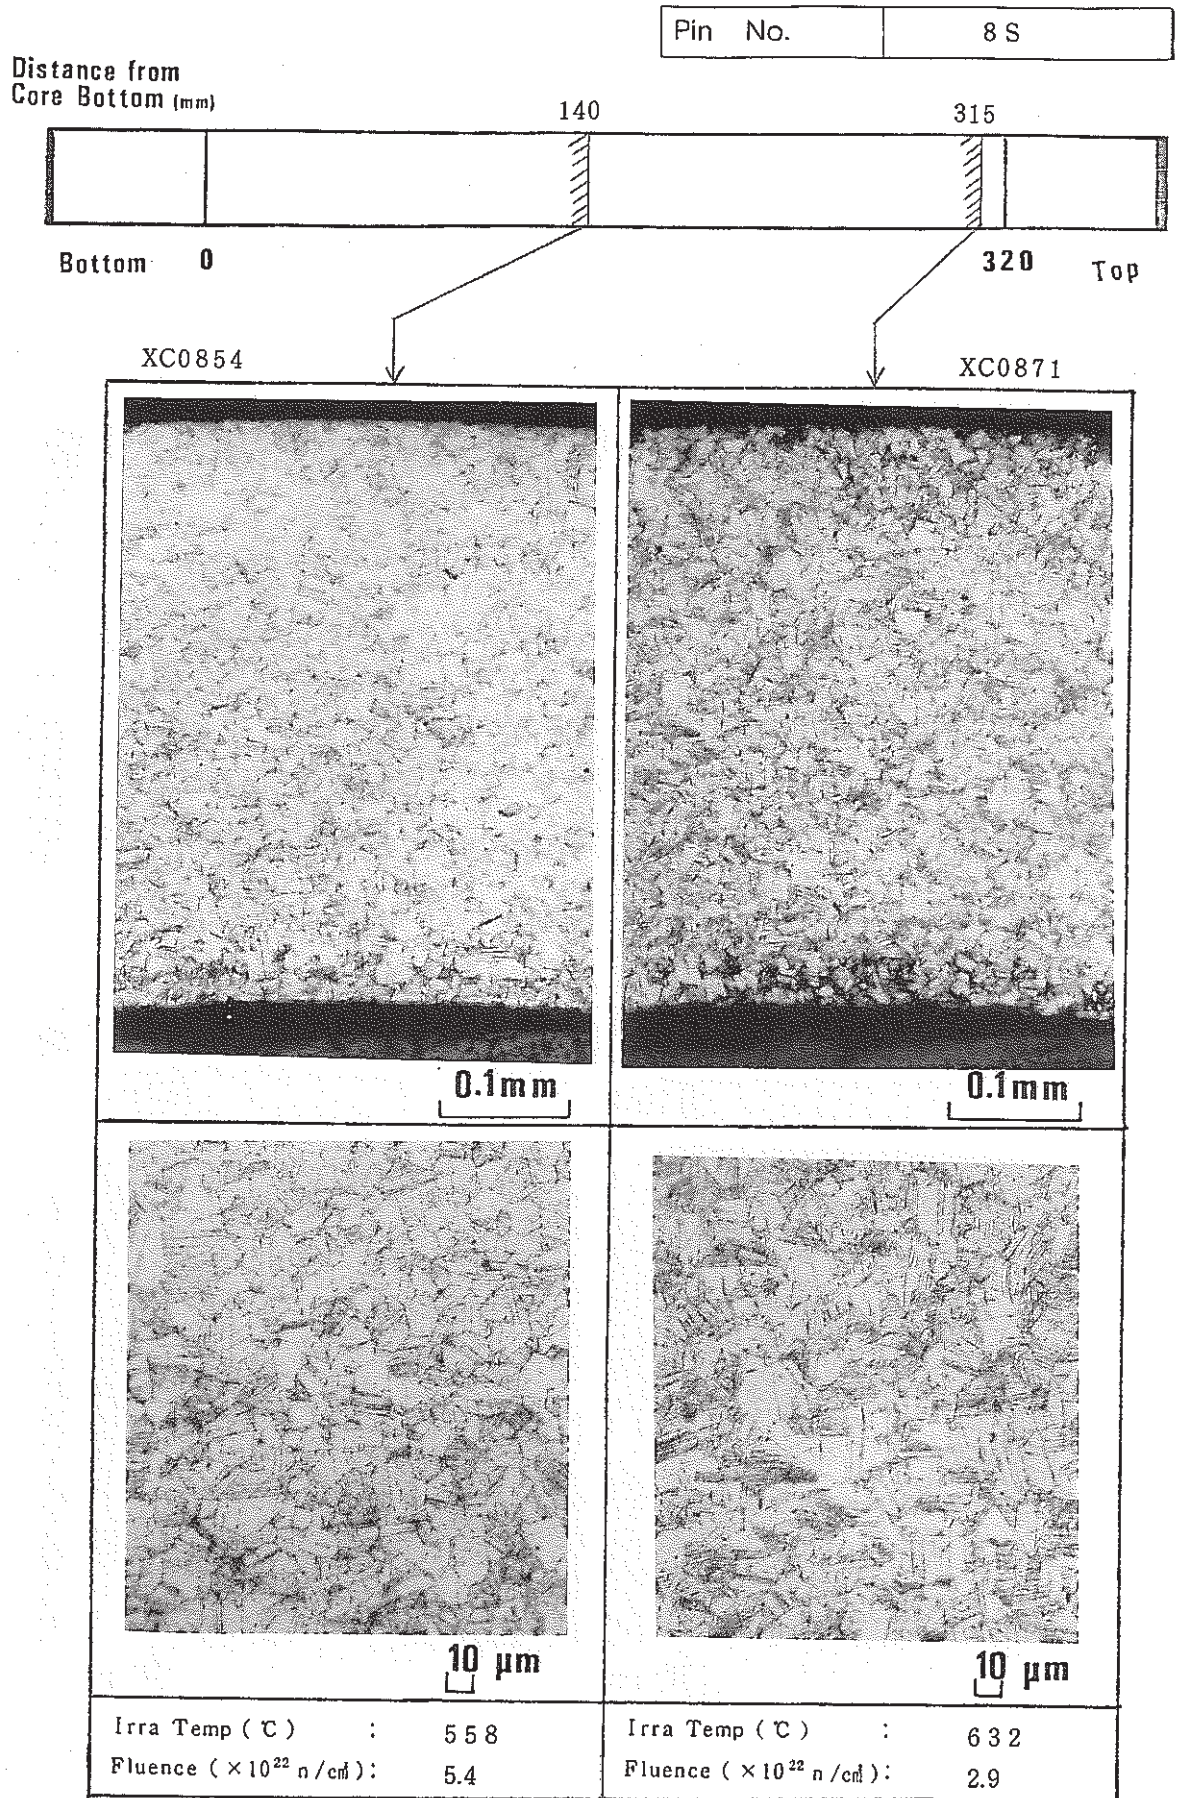 Pin No. 8S
Distance from
Core Bottom (mm)
140 315
Bottom 0 320 Top
XC0854 XC0871
0.1mm 0.1mm
10 μm 10 μm
Irra Temp (℃) : 558 Irra Temp (℃) : 632
Fluence (×10²² n/c㎡): 5.4 Fluence (×10²² n/c㎡): 2.9